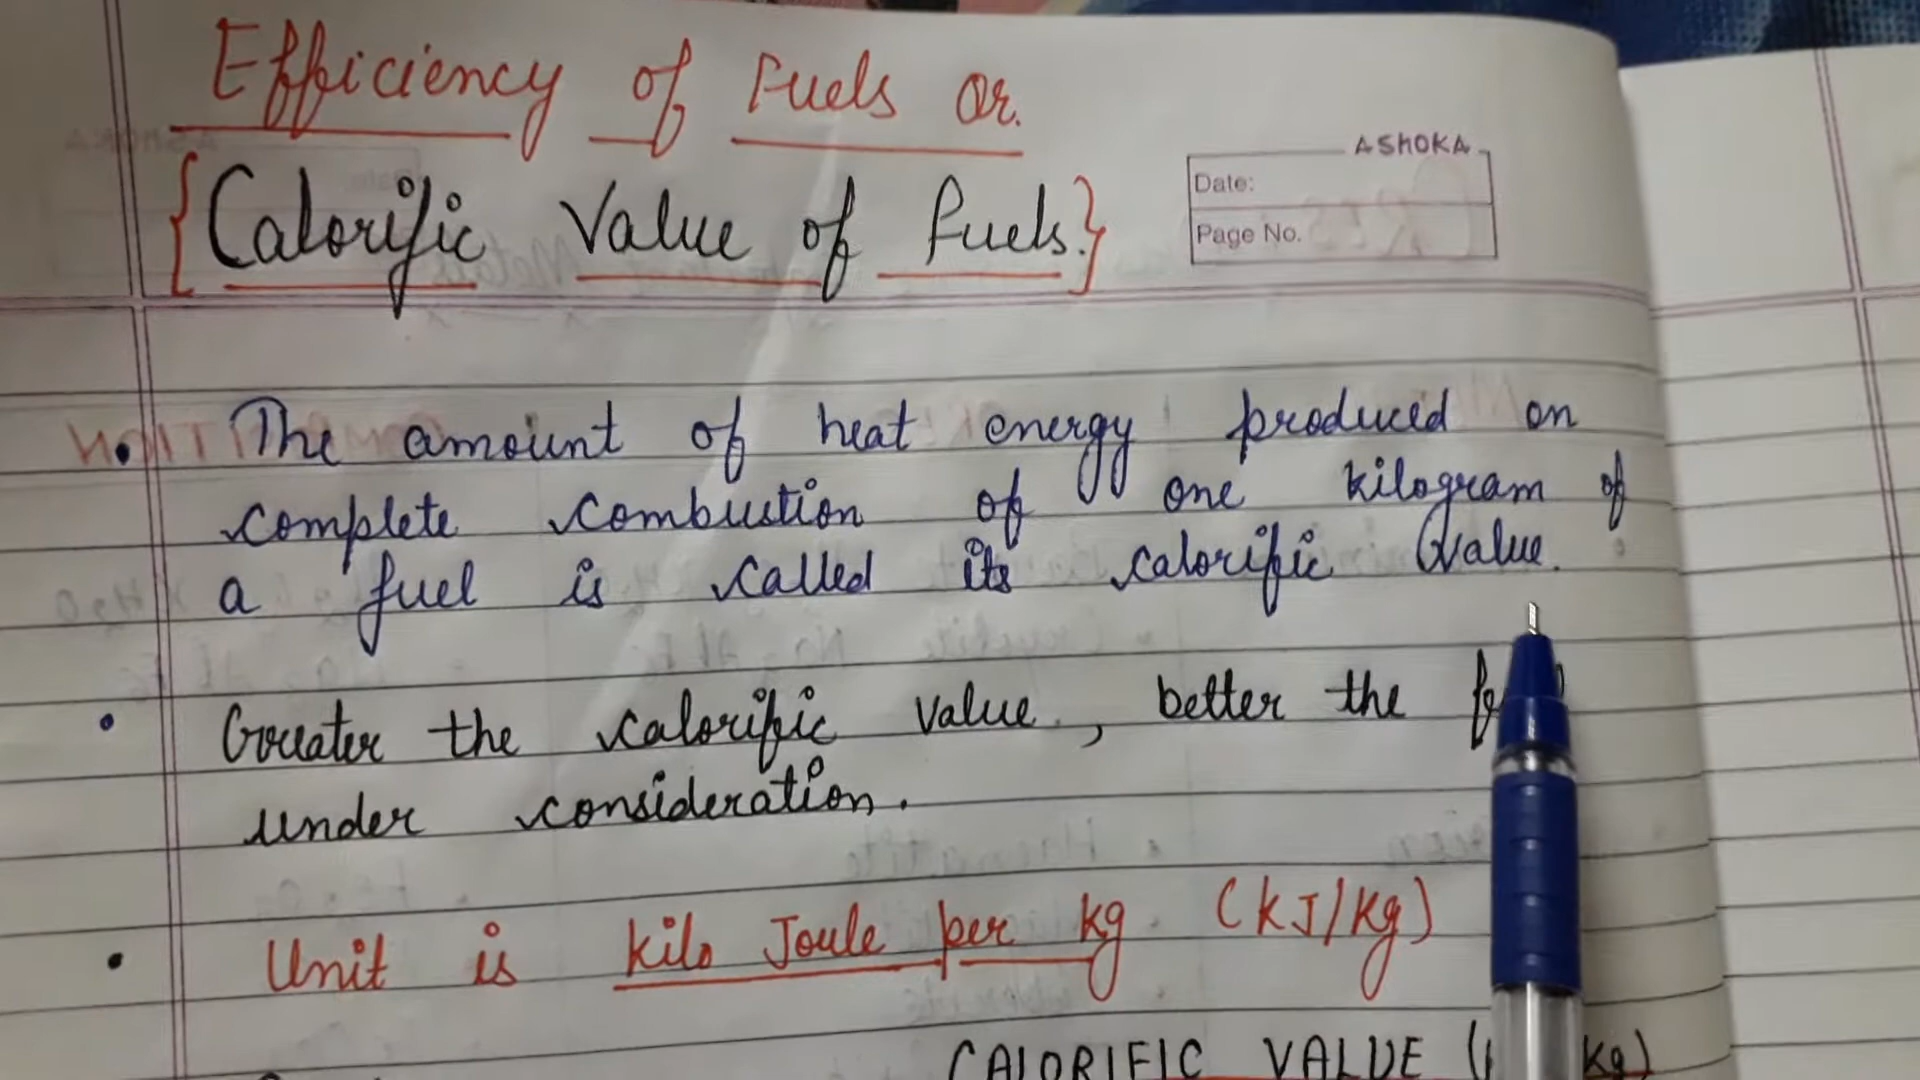 Efficiency of Fuels or.
{Calorific Value of fuels.}
ASHOKA
Date:
Page No.
• The amount of heat energy produced on
complete combustion of one kilogram of
a fuel is called its calorific value.
• Greater the calorific value, better the
under consideration.
• Unit is kilo Joule per kg. (kJ/kg)
CALORIFIC VALUE ( kg)